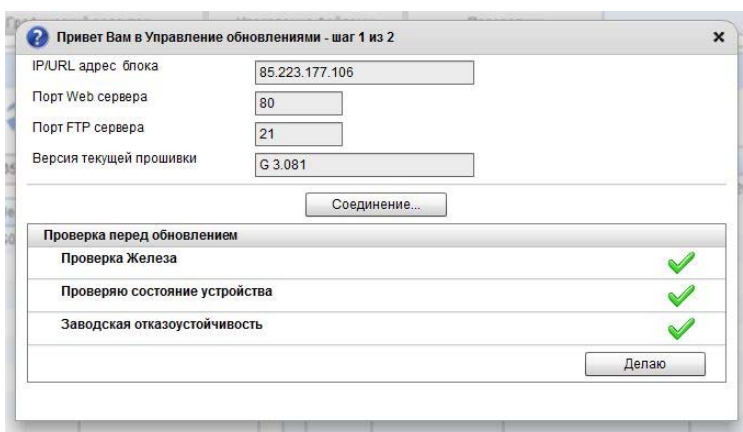 Привет Вам в Управление обновлениями - шаг 1 из 2
IP/URL адрес блока 85.223.177.106
Порт Web сервера 80
Порт FTP сервера 21
Версия текущей прошивки G 3.081
Соединение...
Проверка перед обновлением
Проверка Железа
Проверяю состояние устройства
Заводская отказоустойчивость
Делаю